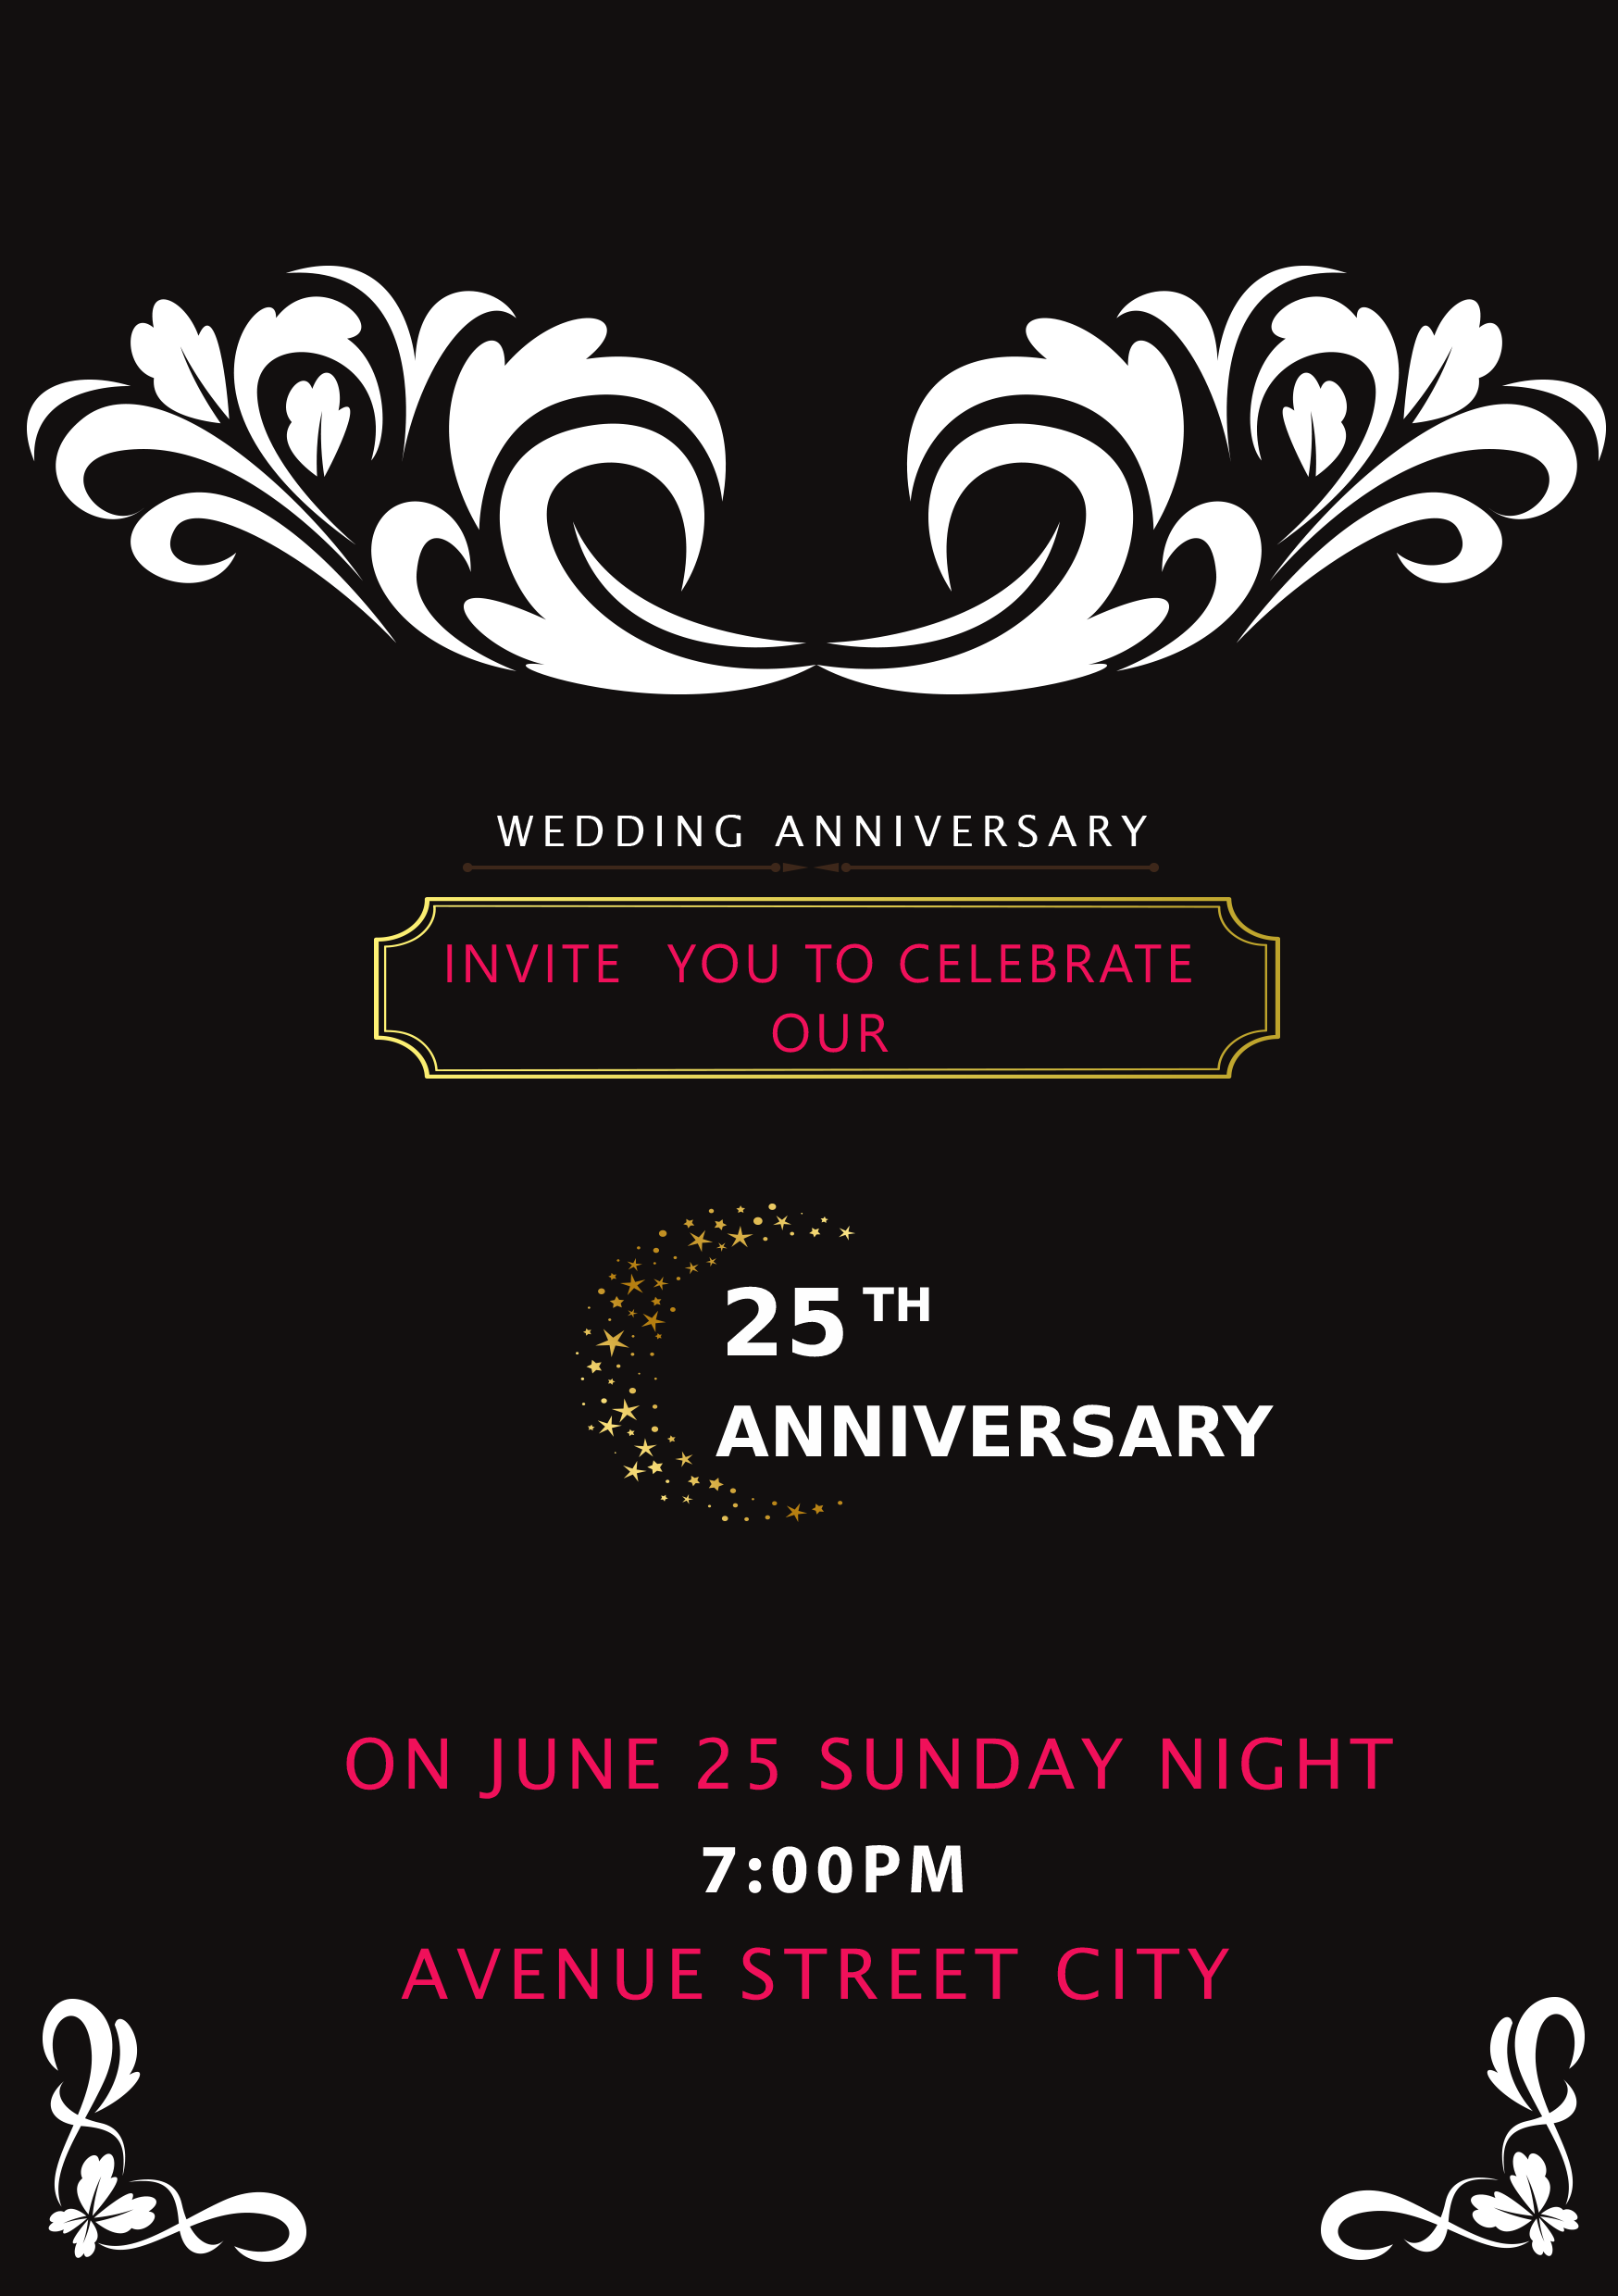 WEDDING ANNIVERSARY
INVITE YOU TO CELEBRATE
OUR
25TH
ANNIVERSARY
ON JUNE 25 SUNDAY NIGHT
7:00PM
AVENUE STREET CITY